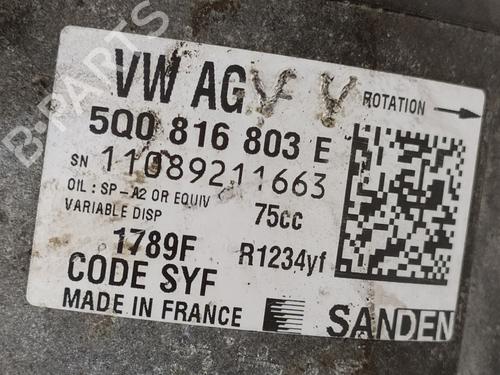 VW AG
ROTATION
5Q0 816 803 E
SN 11089211663
OIL : SP-A2 OR EQUIV
VARIABLE DISP
75cc
1789F
R1234yf
CODE SYF
MADE IN FRANCE
SANDEN
B-PARTS